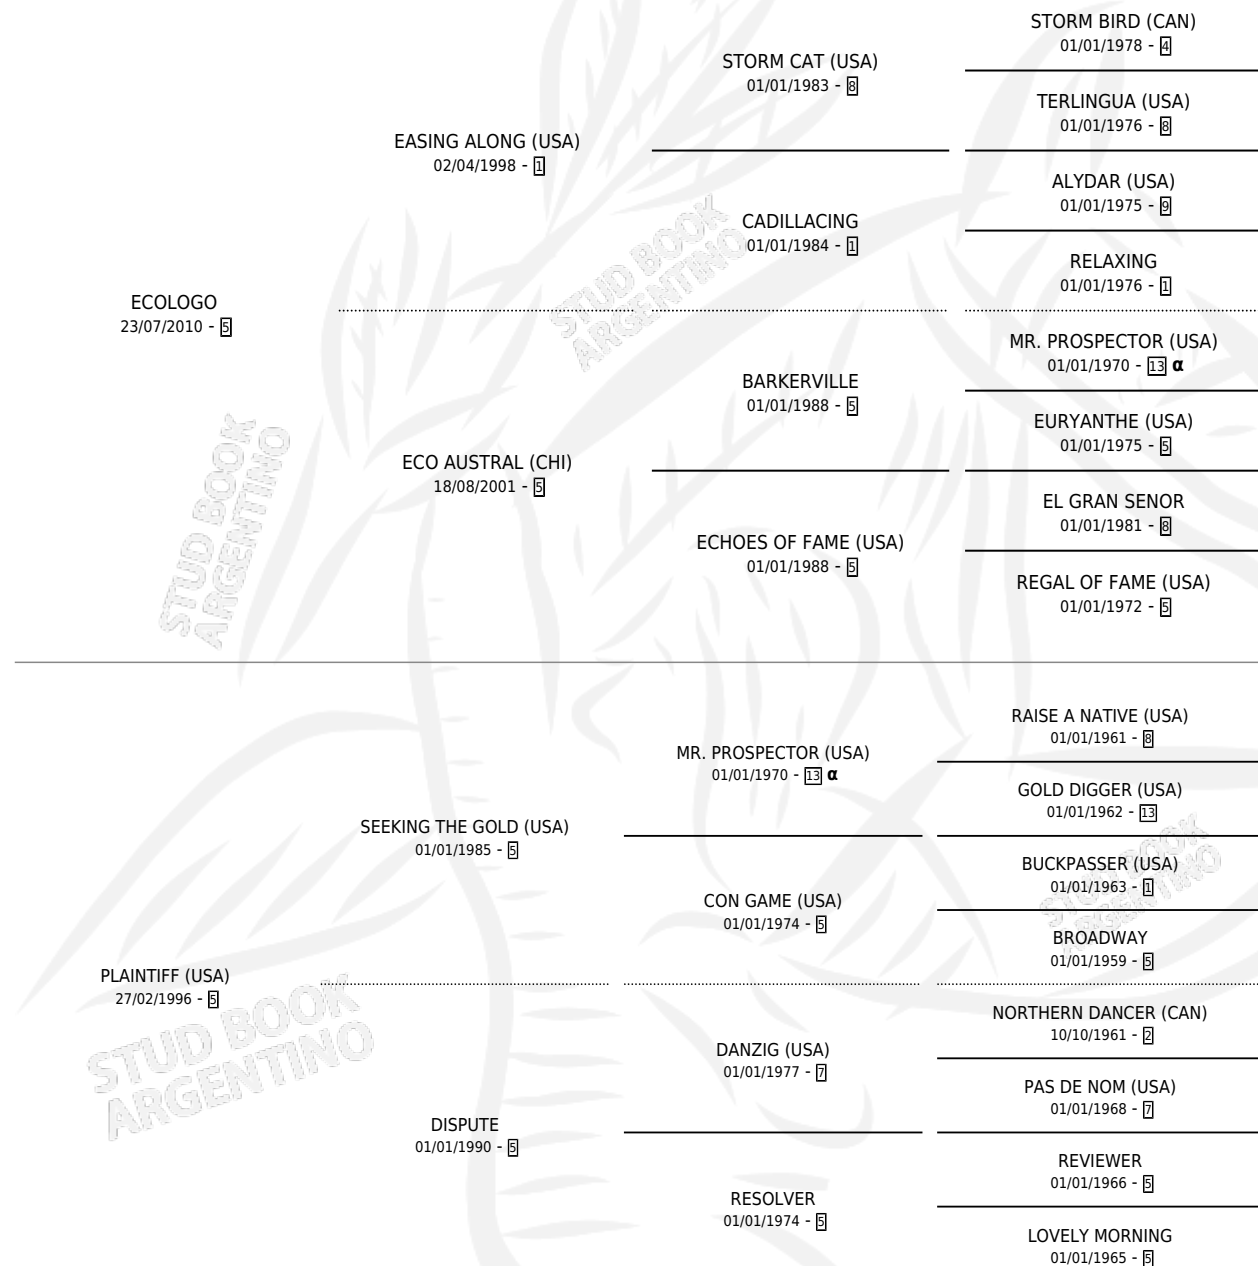 STORM BIRD (CAN)
01/01/1978 - 4
STORM CAT (USA)
01/01/1983 - 8
TERLINGUA (USA)
01/01/1976 - 8
EASING ALONG (USA)
02/04/1998 - 1
ALYDAR (USA)
01/01/1975 - 9
CADILLACING
01/01/1984 - 1
RELAXING
01/01/1976 - 1
ECOLOGO
23/07/2010 - 5
MR. PROSPECTOR (USA)
01/01/1970 - 13 α
BARKERVILLE
01/01/1988 - 5
EURYANTHE (USA)
01/01/1975 - 5
ECO AUSTRAL (CHI)
18/08/2001 - 5
EL GRAN SENOR
01/01/1981 - 8
ECHOES OF FAME (USA)
01/01/1988 - 5
REGAL OF FAME (USA)
01/01/1972 - 5
RAISE A NATIVE (USA)
01/01/1961 - 8
MR. PROSPECTOR (USA)
01/01/1970 - 13 α
GOLD DIGGER (USA)
01/01/1962 - 13
SEEKING THE GOLD (USA)
01/01/1985 - 5
BUCKPASSER (USA)
01/01/1963 - 1
CON GAME (USA)
01/01/1974 - 5
BROADWAY
01/01/1959 - 5
PLAINTIFF (USA)
27/02/1996 - 5
NORTHERN DANCER (CAN)
10/10/1961 - 2
DANZIG (USA)
01/01/1977 - 7
PAS DE NOM (USA)
01/01/1968 - 7
DISPUTE
01/01/1990 - 5
REVIEWER
01/01/1966 - 5
RESOLVER
01/01/1974 - 5
LOVELY MORNING
01/01/1965 - 5
STUD BOOK
ARGENTINO
STUD BOOK
ARGENTINO
STUD BOOK
ARGENTINO
STUD BOOK
ARGENTINO